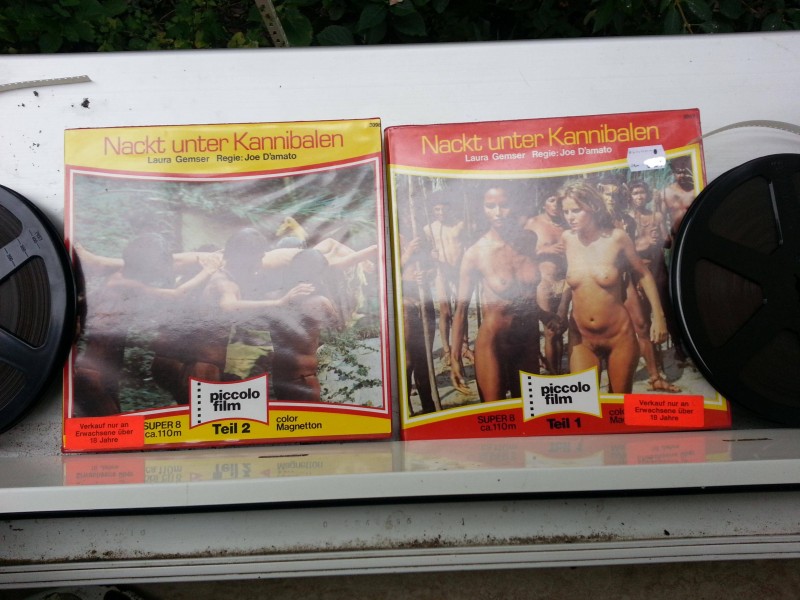 Nackt unter Kannibalen
Laura Gemser Regie: Joe D'amato
piccolo
film
SUPER 8
ca.110m
Teil 2
color
Magnetton
Verkauf nur an
Erwachsene über
18 Jahre
Nackt unter Kannibalen
Laura Gemser Regie: Joe D'amato
piccolo
film
SUPER 8
ca.110m
Teil 1
Verkauf nur an
Erwachsene über
18 Jahre